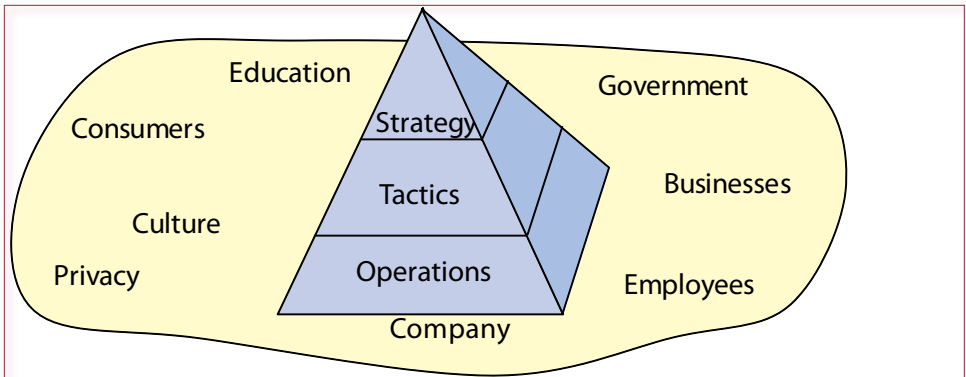 Education
Government
Consumers
Strategy
Businesses
Tactics
Culture
Privacy
Operations
Employees
Company